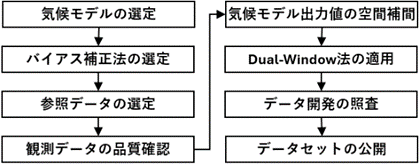 気候モデルの選定
バイアス補正法の選定
参照データの選定
観測データの品質確認
気候モデル出力値の空間補間
Dual-Window法の適用
データ開発の照査
データセットの公開